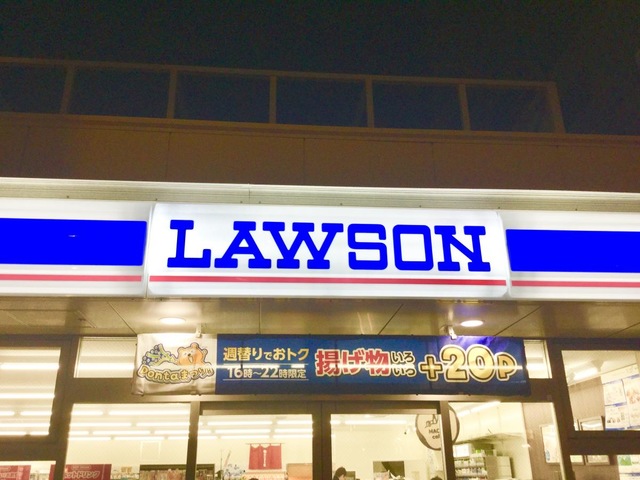 LAWSON
Pontaまつり
週替りでおトク
16時~22時限定
揚げ物いろいろ
+20P